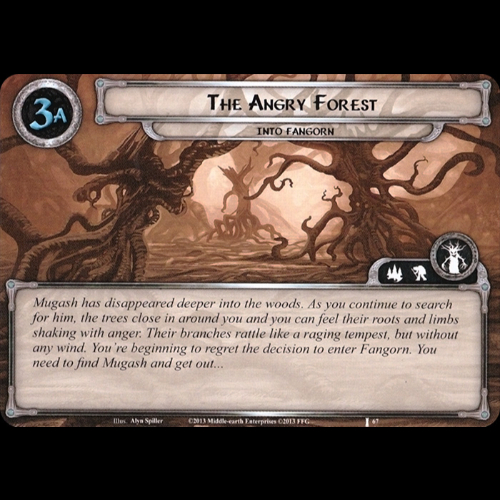 3A
THE ANGRY FOREST
INTO FANGORN
Mugash has disappeared deeper into the woods. As you continue to search
for him, the trees close in around you and you can feel their roots and limbs
shaking with anger. Their branches rattle like a raging tempest, but without
any wind. You're beginning to regret the decision to enter Fangorn. You
need to find Mugash and get out...
Illus. Alyn Spiller ©2013 Middle-earth Enterprises ©2013 FFG 67